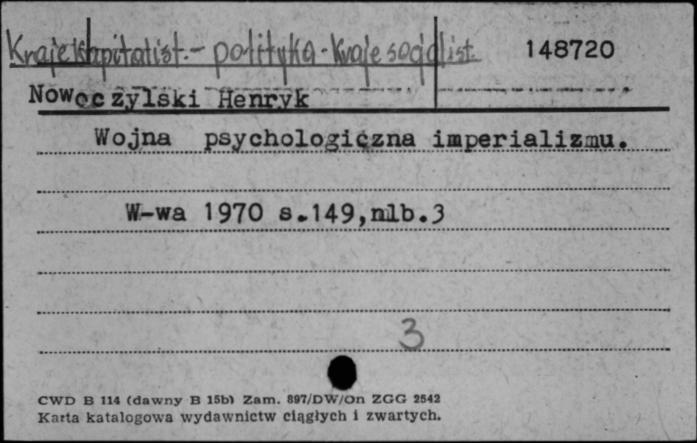 Kraje kapitalist. - polityka - Kraje socjalist. 148720
Nowoczylski Henryk
Wojna psychologiczna imperializmu.
W-wa 1970 s.149,nlb.3
3
CWD B 114 (dawny B 15b) Zam. 897/DW/On ZGG 2542
Karta katalogowa wydawnictw ciągłych i zwartych.